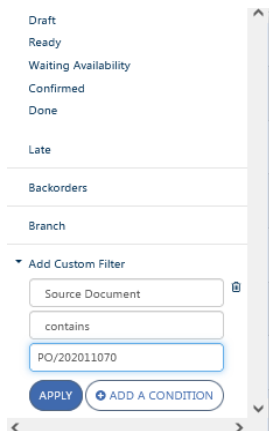 Draft
Ready
Waiting Availability
Confirmed
Done
Late
Backorders
Branch
Add Custom Filter
Source Document
contains
PO/202011070
APPLY
ADD A CONDITION